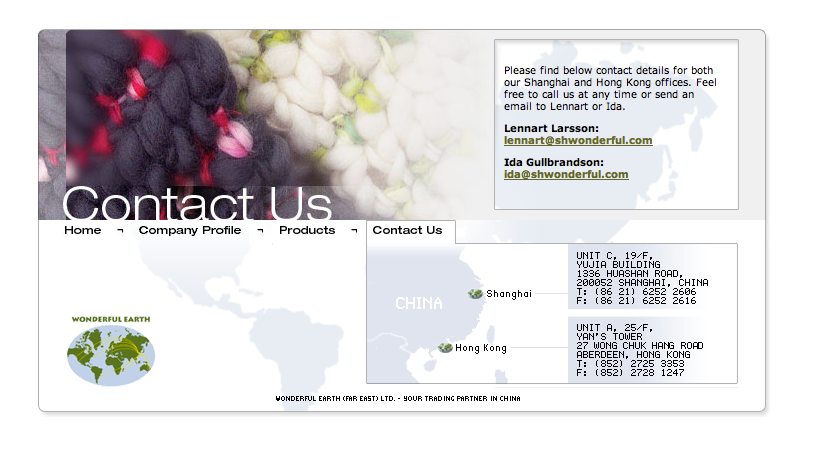 Please find below contact details for both
our Shanghai and Hong Kong offices. Feel
free to call us at any time or send an
email to Lennart or Ida.
Lennart Larsson:
lennart@shwonderful.com
Ida Gullbrandson:
ida@shwonderful.com
Contact Us
Home ¬ Company Profile ¬ Products ¬ Contact Us
CHINA
Shanghai
UNIT C, 19/F,
YUJIA BUILDING
1336 HUASHAN ROAD,
200052 SHANGHAI, CHINA
T: (86 21) 6252 2606
F: (86 21) 6252 2616
Hong Kong
UNIT A, 25/F,
YAN'S TOWER
27 WONG CHUK HANG ROAD
ABERDEEN, HONG KONG
T: (852) 2725 3353
F: (852) 2728 1247
WONDERFUL EARTH
WONDERFUL EARTH (FAR EAST) LTD. - YOUR TRADING PARTNER IN CHINA